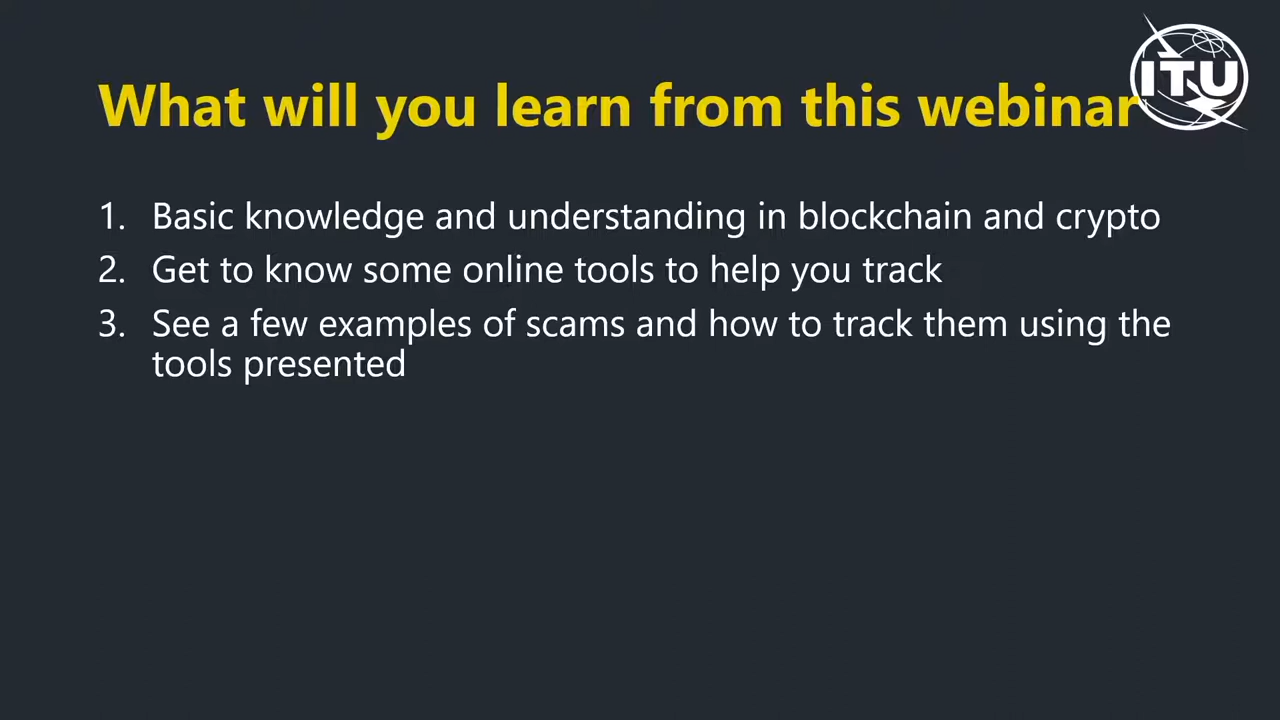 What will you learn from this webinar
ITU
1. Basic knowledge and understanding in blockchain and crypto
2. Get to know some online tools to help you track
3. See a few examples of scams and how to track them using the
tools presented